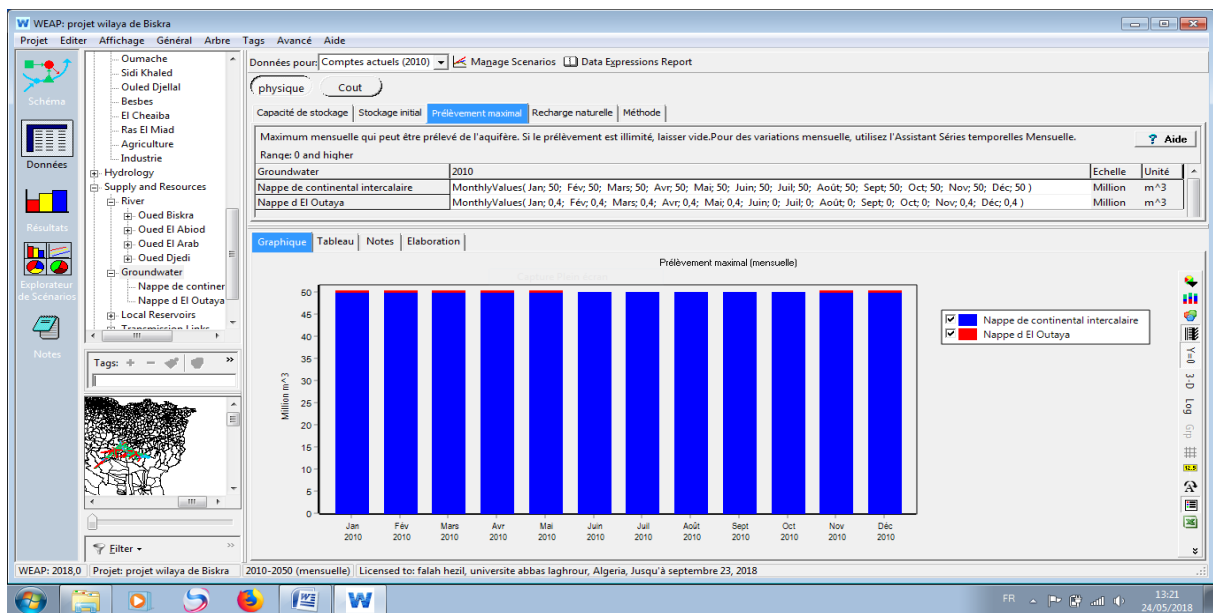 WEAP: projet wilaya de Biskra
Projet Editer Affichage Général Arbre Tags Avancé Aide
Schéma
Données
Résultats
Explorateur
de Scénarios
Notes
Oumache
Sidi Khaled
Ouled Djellal
Besbes
El Cheaiba
Ras El Miad
Agriculture
Industrie
Hydrology
Supply and Resources
River
Oued Biskra
Oued El Abiod
Oued El Arab
Oued Djedi
Groundwater
Nappe de continer
Nappe d El Outaya
Local Reservoirs
Transmission Links
Tags:
Filter
Données pour: Comptes actuels (2010) Manage Scenarios Data Expressions Report
physique Cout
Capacité de stockage Stockage initial Prélèvement maximal Recharge naturelle Méthode
Maximum mensuelle qui peut être prélevé de l'aquifère. Si le prélèvement est illimité, laisser vide.Pour des variations mensuelle, utilisez l'Assistant Séries temporelles Mensuelle.
? Aide
Range: 0 and higher
Groundwater 2010 Echelle Unité
Nappe de continental intercalaire MonthlyValues( Jan; 50; Fév; 50; Mars; 50; Avr; 50; Mai; 50; Juin; 50; Juil; 50; Août; 50; Sept; 50; Oct; 50; Nov; 50; Déc; 50 ) Million m^3
Nappe d El Outaya MonthlyValues( Jan; 0,4; Fév; 0,4; Mars; 0,4; Avr; 0,4; Mai; 0,4; Juin; 0; Juil; 0; Août; 0; Sept; 0; Oct; 0; Nov; 0,4; Déc; 0,4 ) Million m^3
Graphique Tableau Notes Elaboration
Prélèvement maximal (mensuelle)
Million m^3
50
45
40
35
30
25
20
15
10
5
0
Jan Fév Mars Avr Mai Juin Juil Août Sept Oct Nov Déc
2010 2010 2010 2010 2010 2010 2010 2010 2010 2010 2010 2010
Nappe de continental intercalaire
Nappe d El Outaya
Y=0
3-D
Log
Grp
12.5
WEAP: 2018,0 Projet: projet wilaya de Biskra 2010-2050 (mensuelle) Licensed to: falah hezil, universite abbas laghrour, Algeria, Jusqu'à septembre 23, 2018
FR
13:21
24/05/2018